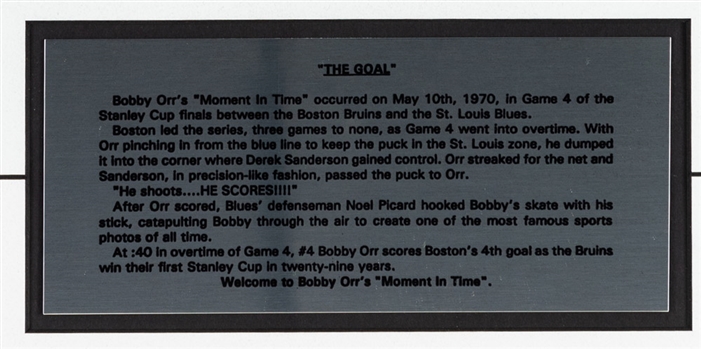 "THE GOAL"
Bobby Orr's "Moment In Time" occurred on May 10th, 1970, in Game 4 of the
Stanley Cup finals between the Boston Bruins and the St. Louis Blues.
Boston led the series, three games to none, as Game 4 went into overtime. With
Orr pinching in from the blue line to keep the puck in the St. Louis zone, he dumped
it into the corner where Derek Sanderson gained control. Orr streaked for the net and
Sanderson, in precision-like fashion, passed the puck to Orr.
"He shoots....HE SCORES!!!!"
After Orr scored, Blues' defenseman Noel Picard hooked Bobby's skate with his
stick, catapulting Bobby through the air to create one of the most famous sports
photos of all time.
At :40 in overtime of Game 4, #4 Bobby Orr scores Boston's 4th goal as the Bruins
win their first Stanley Cup in twenty-nine years.
Welcome to Bobby Orr's "Moment In Time".